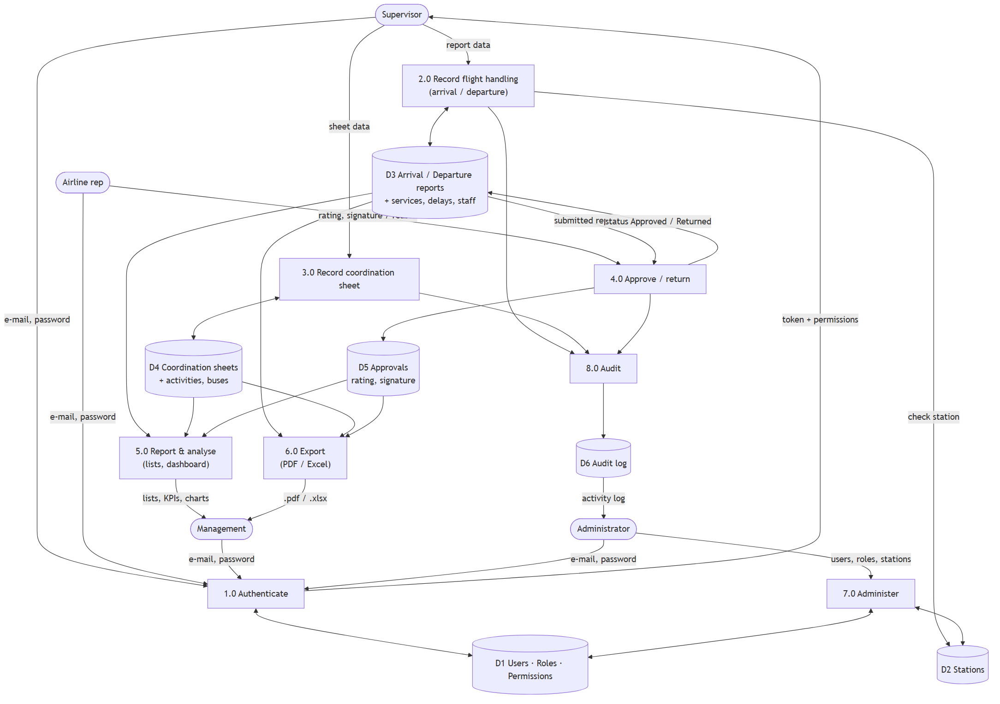 Supervisor
report data
2.0 Record flight handling
(arrival / departure)
sheet data
D3 Arrival / Departure
reports
+ services, delays, staff
Airline rep
rating, signature /
submitted
status Approved / Returned
3.0 Record coordination
sheet
4.0 Approve / return
e-mail, password
token + permissions
D4 Coordination sheets
+ activities, buses
D5 Approvals
rating, signature
8.0 Audit
e-mail, password
check station
5.0 Report & analyse
(lists, dashboard)
6.0 Export
(PDF / Excel)
D6 Audit log
lists, KPIs, charts
.pdf / .xlsx
activity log
Management
Administrator
e-mail, password
e-mail, password
users, roles, stations
1.0 Authenticate
7.0 Administer
D1 Users · Roles ·
Permissions
D2 Stations